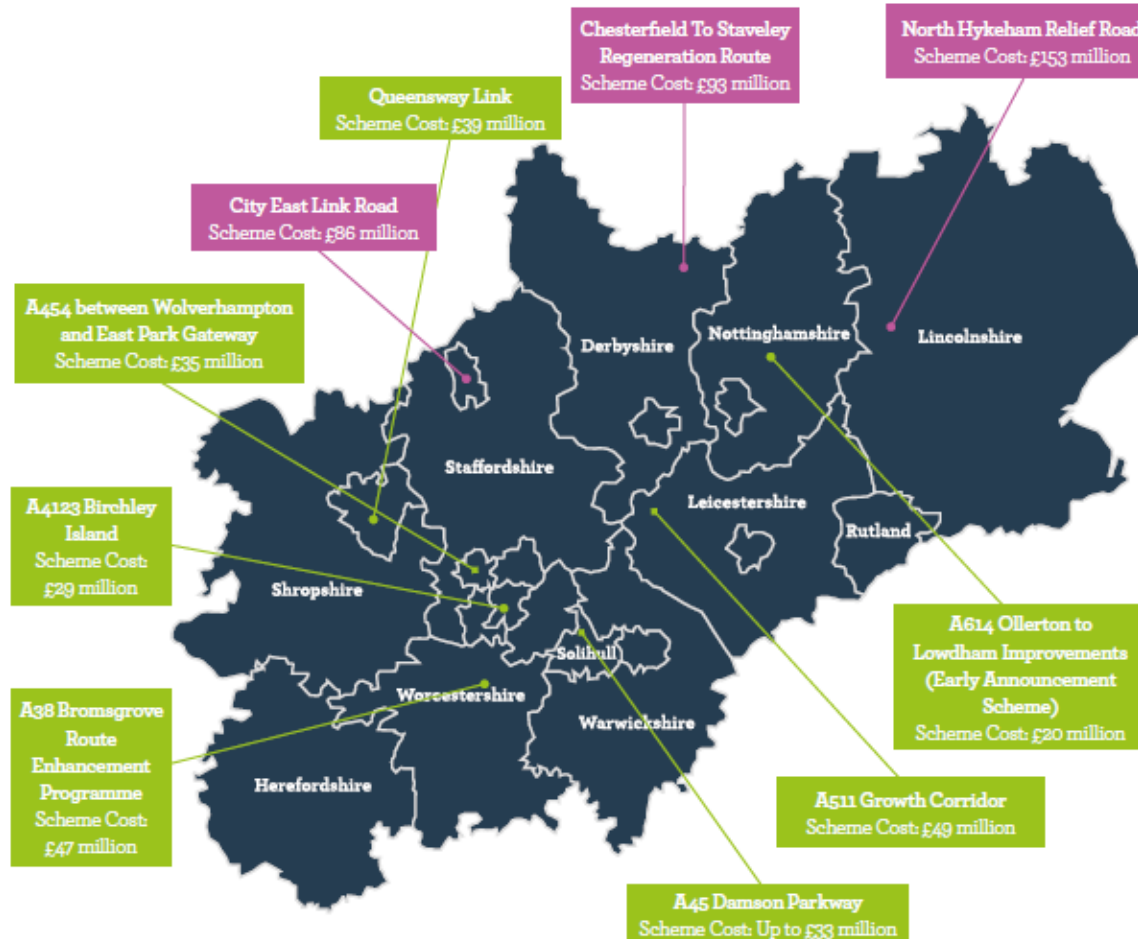 Chesterfield To Staveley
Regeneration Route
Scheme Cost: £93 million
North Hykeham Relief Road
Scheme Cost: £153 million
Queensway Link
Scheme Cost: £39 million
City East Link Road
Scheme Cost: £86 million
A454 between Wolverhampton
and East Park Gateway
Scheme Cost: £35 million
Nottinghamshire
Derbyshire
Lincolnshire
Staffordshire
Leicestershire
Rutland
A4123 Birchley
Island
Scheme Cost:
£29 million
Shropshire
Solihull
A614 Ollerton to
Lowdham Improvements
(Early Announcement
Scheme)
Scheme Cost: £20 million
Worcestershire
Warwickshire
A38 Bromsgrove
Route
Enhancement
Programme
Scheme Cost:
£47 million
Herefordshire
A511 Growth Corridor
Scheme Cost: £49 million
A45 Damson Parkway
Scheme Cost: Up to £33 million